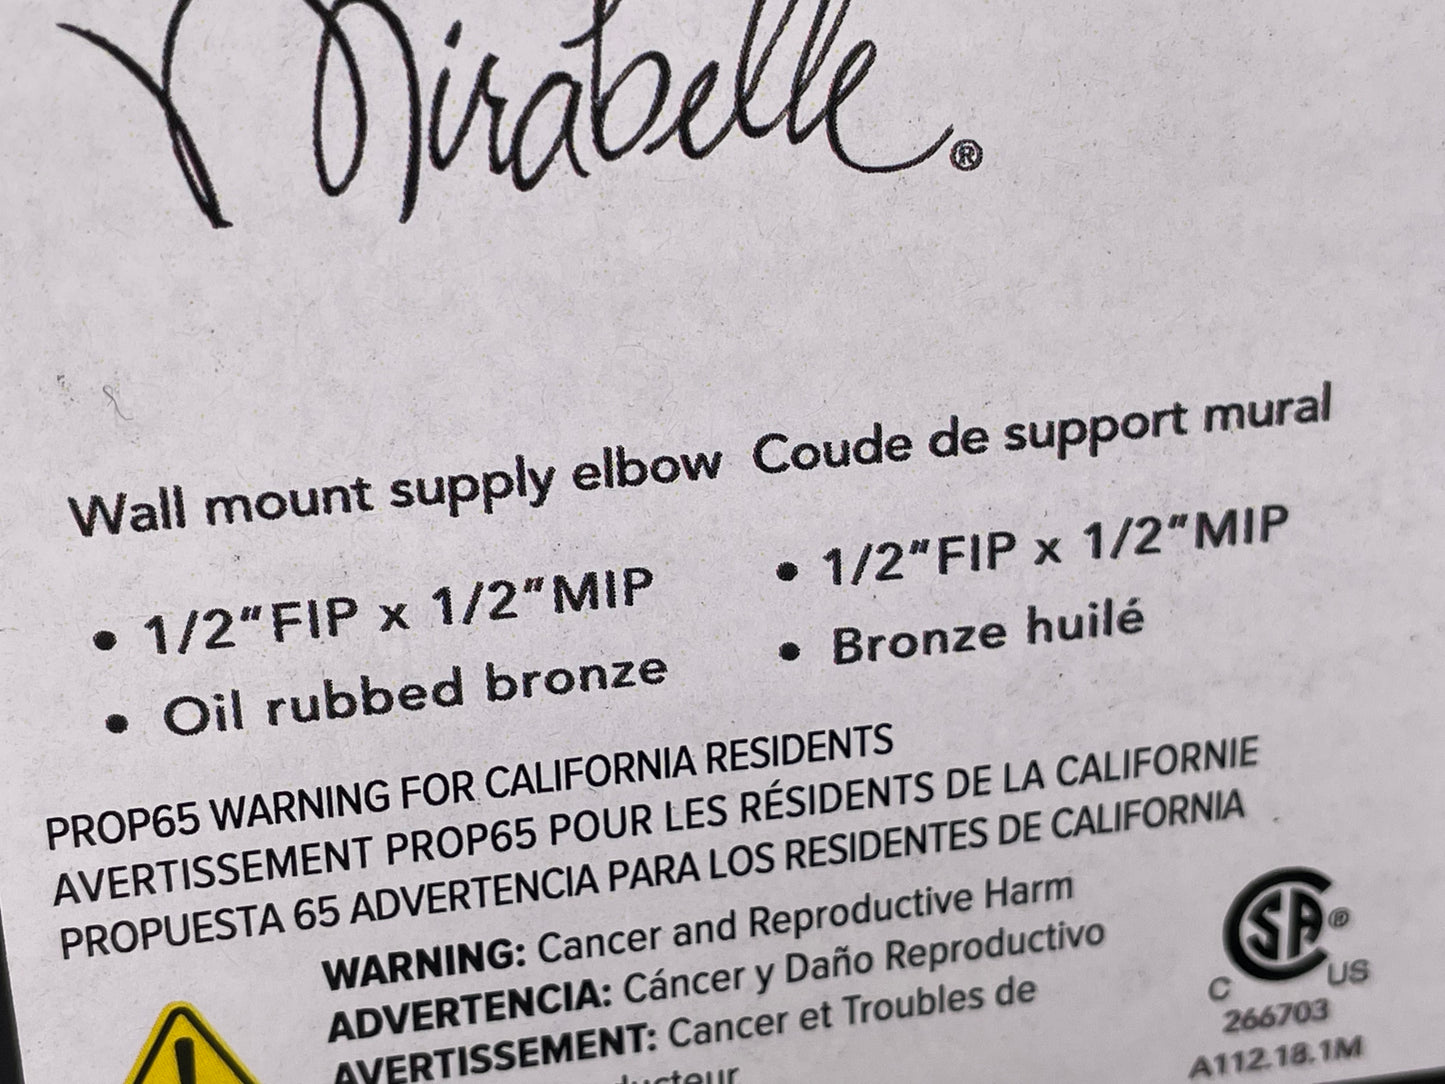 Mirabelle®
Wall mount supply elbow
• 1/2"FIP x 1/2"MIP
• Oil rubbed bronze
Coude de support mural
• 1/2"FIP x 1/2"MIP
• Bronze huilé
PROP65 WARNING FOR CALIFORNIA RESIDENTS
AVERTISSEMENT PROP65 POUR LES RÉSIDENTS DE LA CALIFORNIE
PROPUESTA 65 ADVERTENCIA PARA LOS RESIDENTES DE CALIFORNIA
WARNING: Cancer and Reproductive Harm
ADVERTENCIA: Cáncer y Daño Reproductivo
AVERTISSEMENT: Cancer et Troubles de
SA®
C US
266703
A112.18.1M